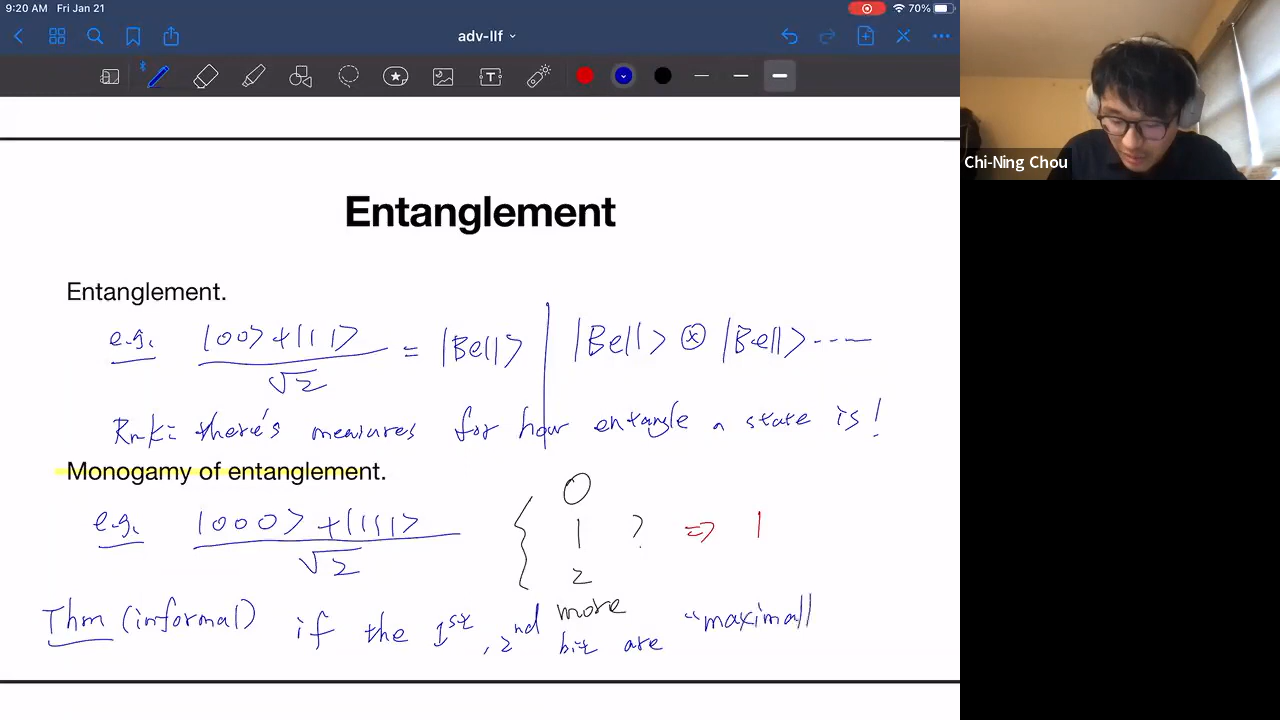 9:20 AM Fri Jan 21
70%
adv-llf
Chi-Ning Chou
Entanglement
Entanglement.
e.g. |00> + |11> / √2 = |Bell> | |Bell> ⊗ |Bell> ----
Rmk: there's measures for how entangle a state is!
Monogamy of entanglement.
e.g. |000> + |111> / √2 { 0 1 2 more ? => 1
Thm (informal) if the 1st, 2nd bit are "maximall